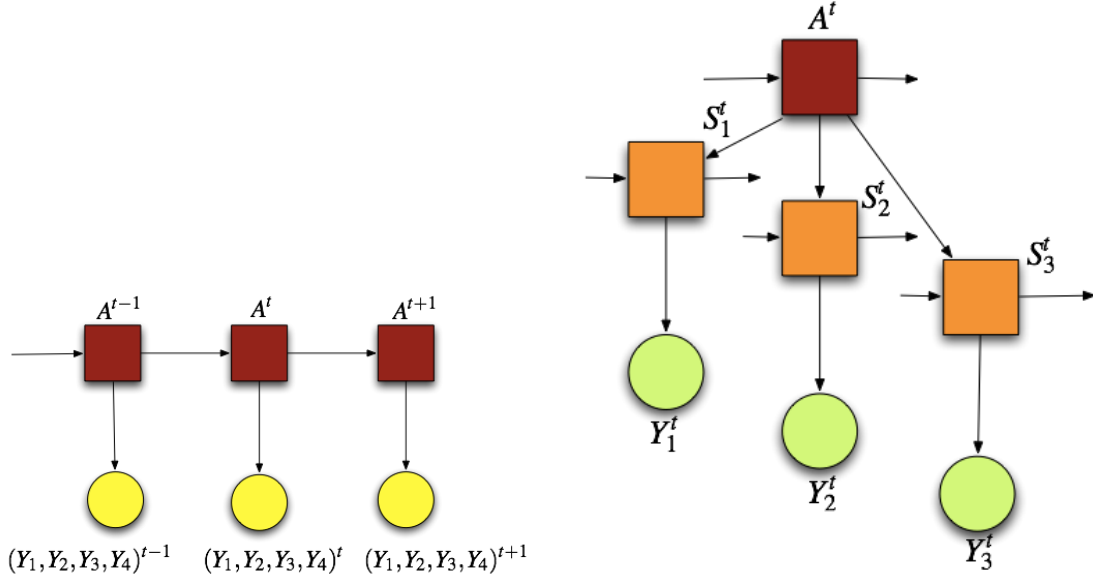 A^{t-1} A^t A^{t+1}
(Y_1, Y_2, Y_3, Y_4)^{t-1} (Y_1, Y_2, Y_3, Y_4)^t (Y_1, Y_2, Y_3, Y_4)^{t+1}
A^t
S_1^t
S_2^t
S_3^t
Y_1^t
Y_2^t
Y_3^t